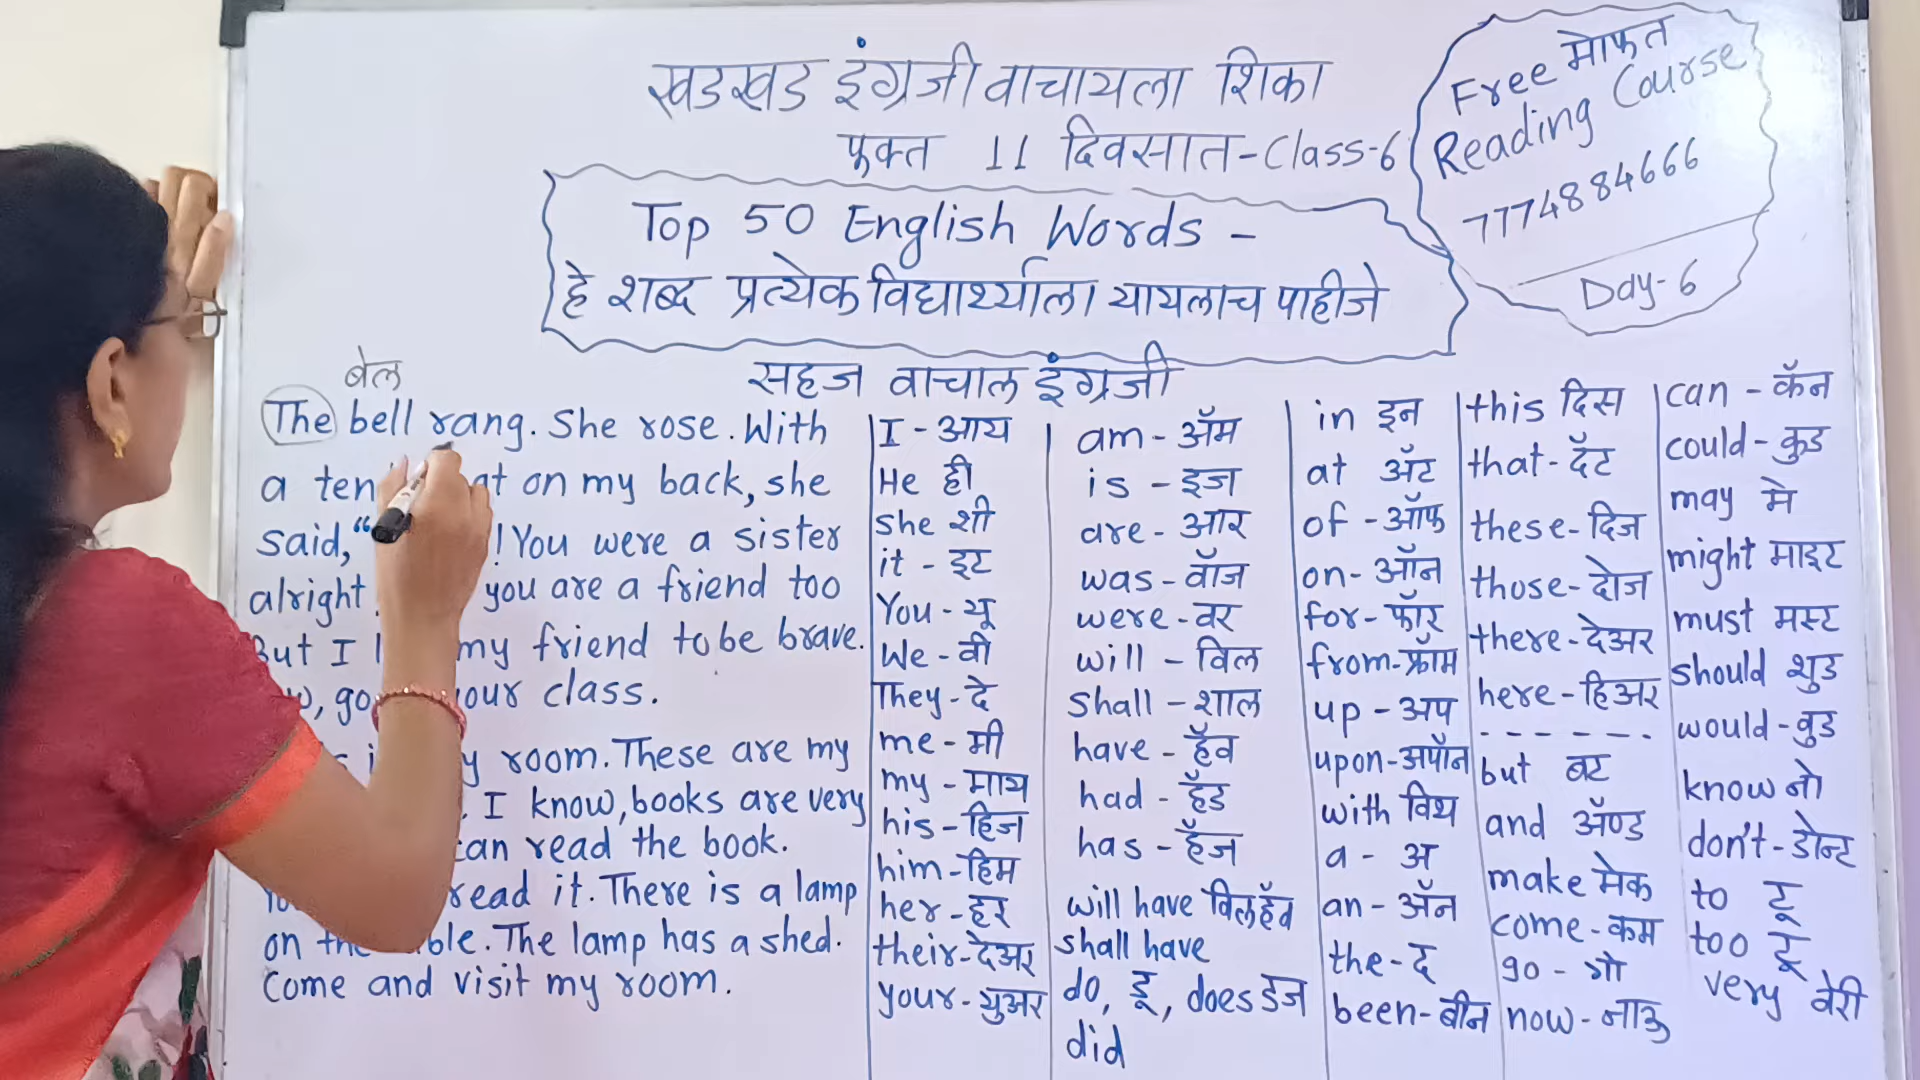 खडखड इंग्रजी वाचायला शिका
फक्त 11 दिवसात-Class-6
Free मोफत
Reading Course
7774884666
Day-6
Top 50 English Words -
हे शब्द प्रत्येक विद्यार्थ्याला यायलाच पाहीजे
सहज वाचाल इंग्रजी
बेल
The bell rang. She rose. With
a at on my back, she
said, “ ! You were a sister
alright you are a friend too
But I my friend to be brave.
go our class.
room. These are my
I know, books are very
can read the book.
read it. There is a lamp
on the . The lamp has a shed.
Come and visit my room.
I - आय
He ही
she शी
it - इट
You - यू
We - वी
They - दे
me - मी
my - माय
his - हिज
him - हिम
her - हर
their - देअर
your - युअर
am - ॲम
is - इज
are - आर
was - वॉज
were - वर
will - विल
shall - शाल
have - हॅव
had - हॅड
has - हॅज
will have विलहॅव
shall have
do, डू, does डज
did
in इन
at ॲट
of - ऑफ
on - ऑन
for - फॉर
from - फ्रॉम
up - अप
upon - अपॉन
with विथ
a - अ
an - ॲन
the - द
been - बीन
this दिस
that - दॅट
these - दिज
those - दोज
there - देअर
here - हिअर
- - - - - -
but बट
and ॲण्ड
make मेक
come - कम
go - गो
now - नाऊ
can - कॅन
could - कुड
may मे
might माइट
must मस्ट
should शुड
would - वुड
know नो
don't - डोन्ट
to टू
too टू
very वेरी